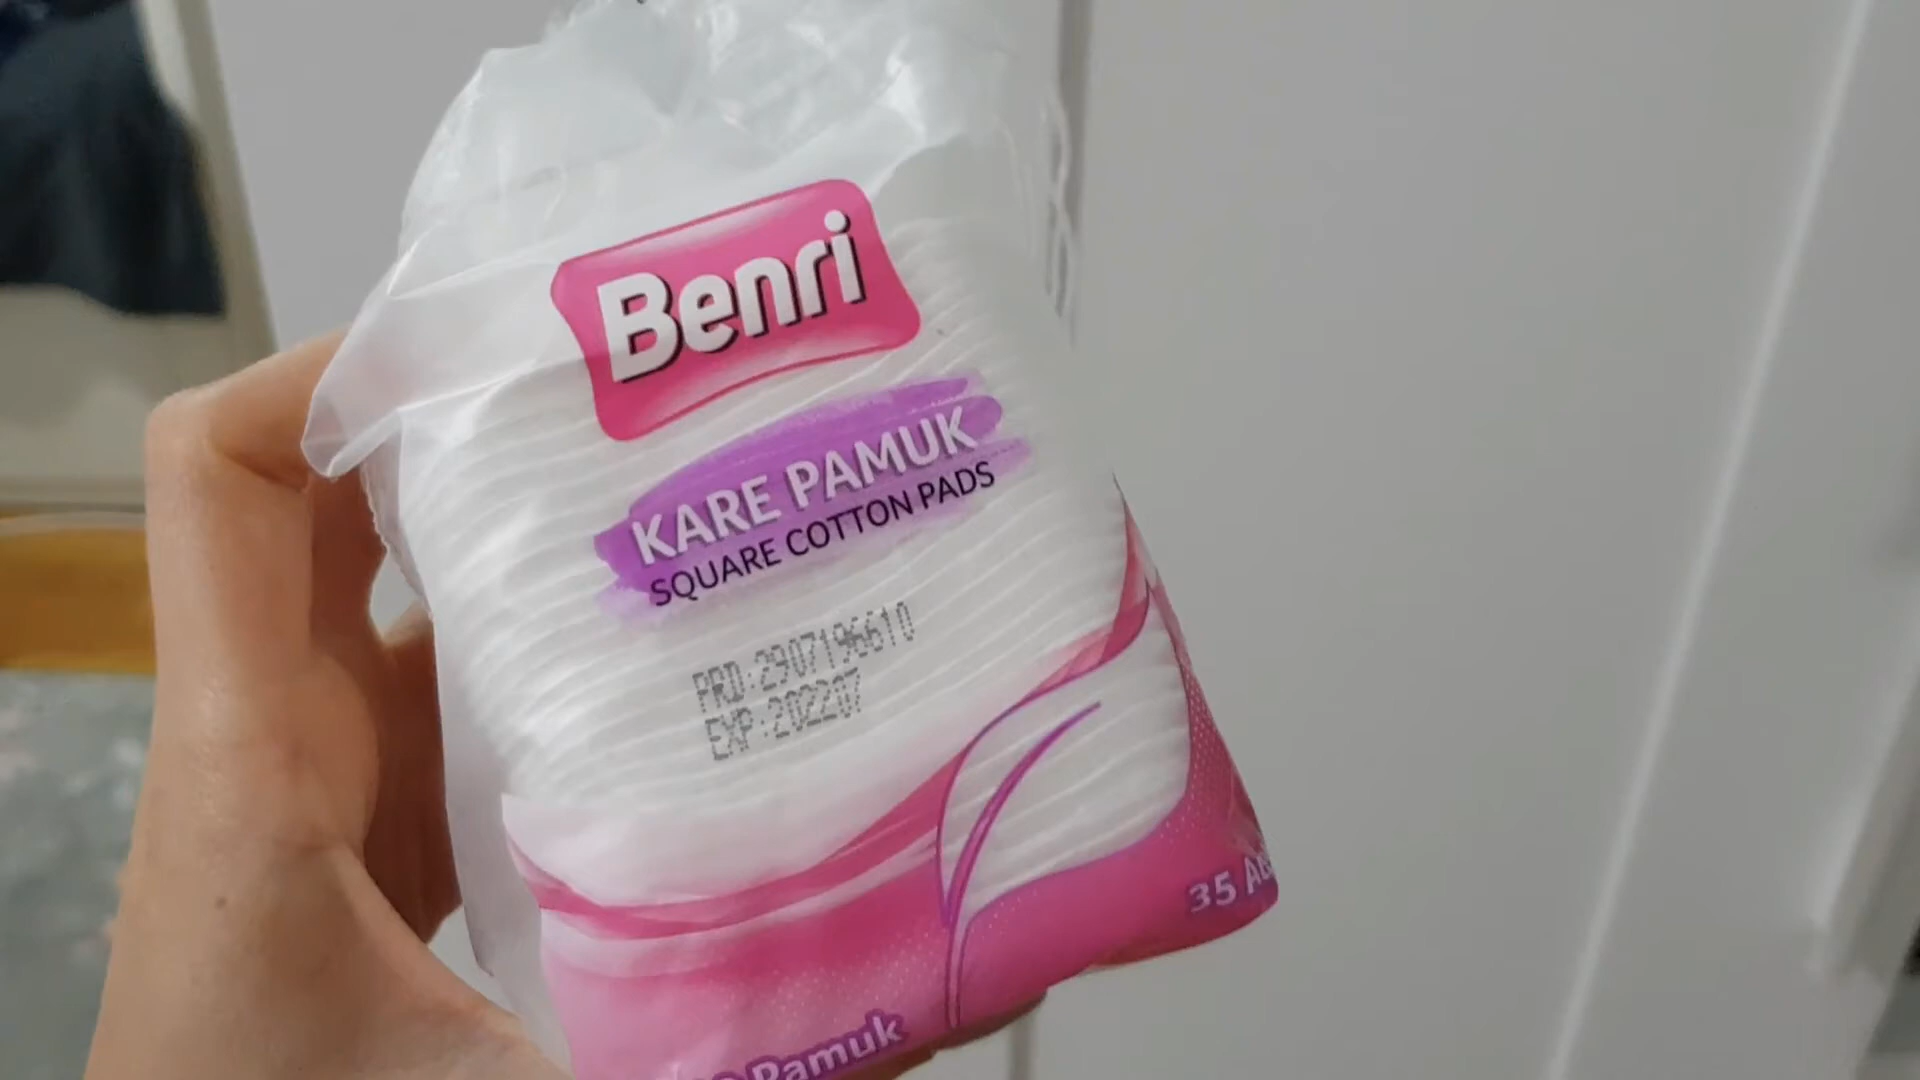 Benri
KARE PAMUK
SQUARE COTTON PADS
PRD:2907196610
EXP:202207
35
Pamuk